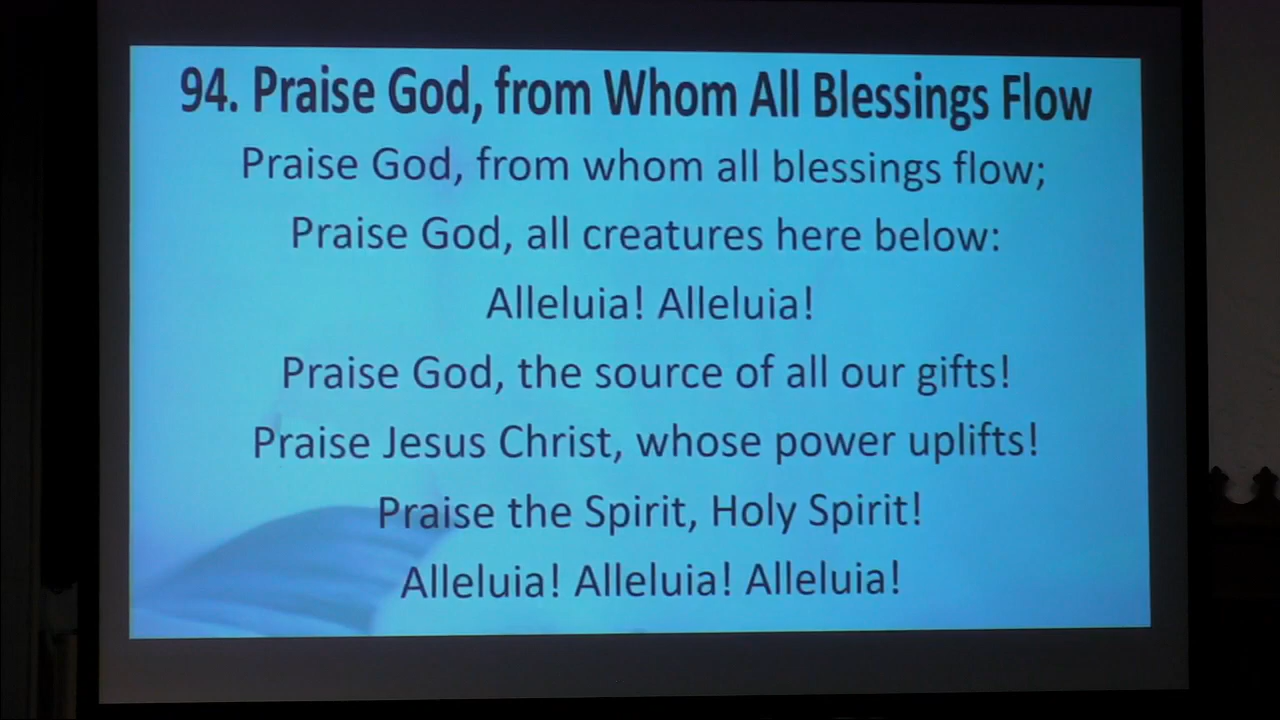 94. Praise God, from Whom All Blessings Flow
Praise God, from whom all blessings flow;
Praise God, all creatures here below:
Alleluia! Alleluia!
Praise God, the source of all our gifts!
Praise Jesus Christ, whose power uplifts!
Praise the Spirit, Holy Spirit!
Alleluia! Alleluia! Alleluia!